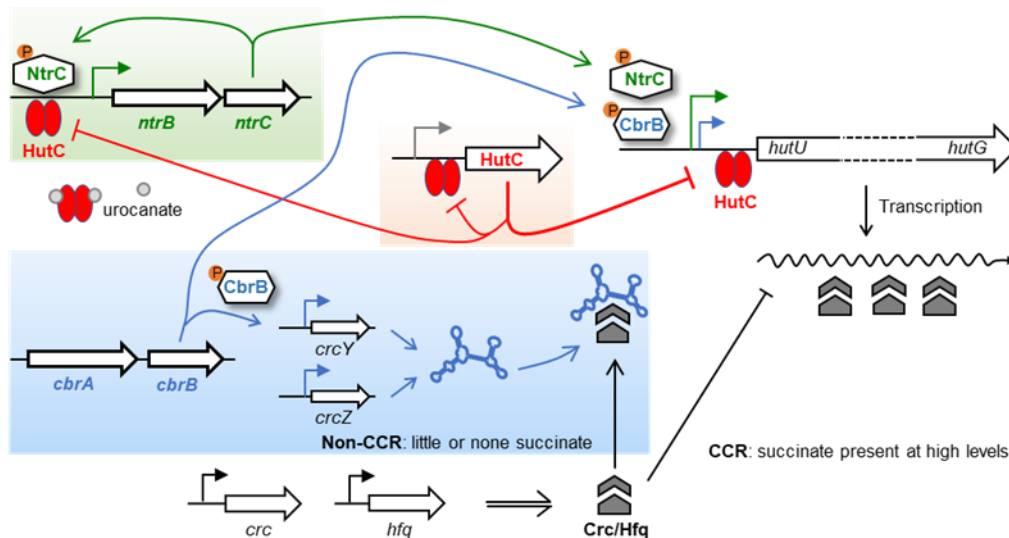 P
NtrC
ntrB
ntrC
HutC
urocanate
P
NtrC
P
CbrB
hutU
hutG
HutC
HutC
Transcription
P
CbrB
cbrA
cbrB
crcY
crcZ
Non-CCR: little or none succinate
CCR: succinate present at high levels
crc
hfq
Crc/Hfq